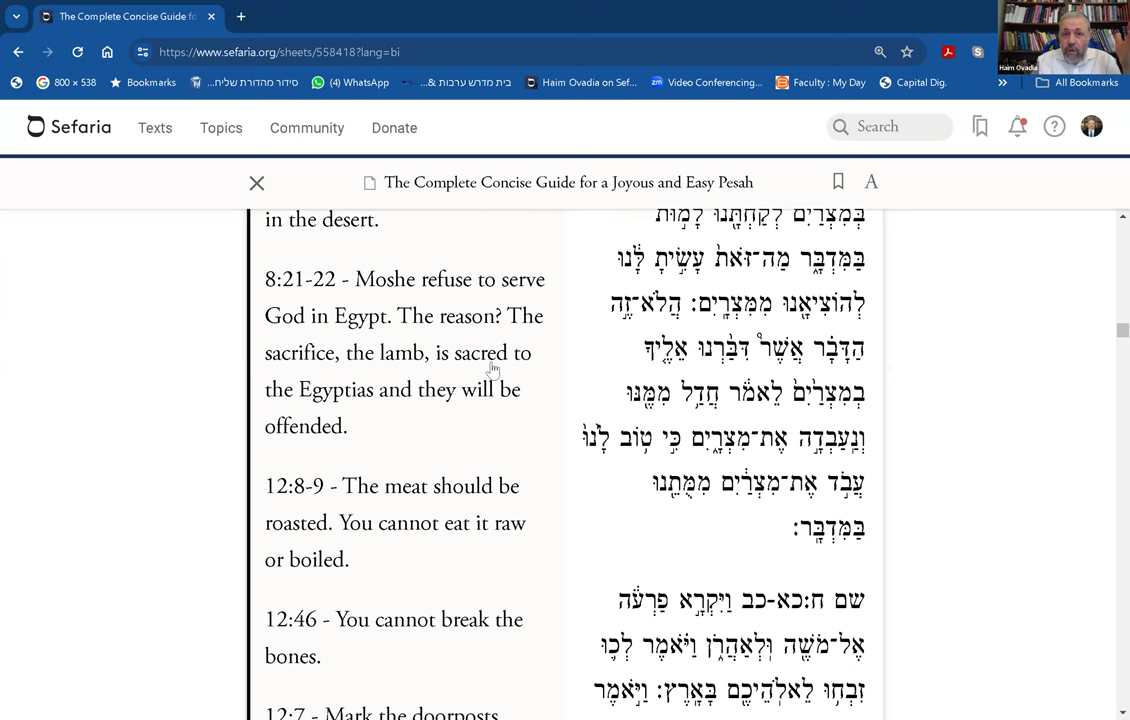 The Complete Concise Guide fo
https://www.sefaria.org/sheets/558418?lang=bi
Haim Ovadia
800 × 538
Bookmarks
סידור מהדורת שליח...
(4) WhatsApp
בית מדרש ערבות &...
Haim Ovadia on Sef...
Video Conferencing...
Faculty : My Day
Capital Dig.
»
All Bookmarks
Sefaria
Texts
Topics
Community
Donate
Search
The Complete Concise Guide for a Joyous and Easy Pesah
A
in the desert.
8:21-22 - Moshe refuse to serve
God in Egypt. The reason? The
sacrifice, the lamb, is sacred to
the Egyptias and they will be
offended.
12:8-9 - The meat should be
roasted. You cannot eat it raw
or boiled.
12:46 - You cannot break the
bones.
12:7 - Mark the doorposts
בְּמִצְרַ֔יִם לְקַחְתָּ֖נוּ לָמ֣וּת
בַּמִּדְבָּ֑ר מַה־זֹּאת֙ עָשִׂ֣יתָ לָּ֔נוּ
לְהוֹצִיאָ֖נוּ מִמִּצְרָֽיִם׃ הֲלֹא־זֶ֣ה
הַדָּבָ֗ר אֲשֶׁר֩ דִּבַּ֨רְנוּ אֵלֶ֤יךָ
בְמִצְרַ֙יִם֙ לֵאמֹ֔ר חֲדַ֥ל מִמֶּ֖נּוּ
וְנַֽעַבְדָ֣ה אֶת־מִצְרָ֑יִם כִּ֣י ט֥וֹב לָ֙נוּ֙
עֲבֹ֣ד אֶת־מִצְרַ֔יִם מִמֻּתֵ֖נוּ
בַּמִּדְבָּֽר׃
שם ח:כא-כב וַיִּקְרָ֣א פַרְעֹ֔ה
אֶל־מֹשֶׁ֖ה וּֽלְאַהֲרֹ֑ן וַיֹּ֗אמֶר לְכ֛וּ
זִבְח֥וּ לֵאלֹֽהֵיכֶ֖ם בָּאָֽרֶץ׃ וַיֹּ֣אמֶר